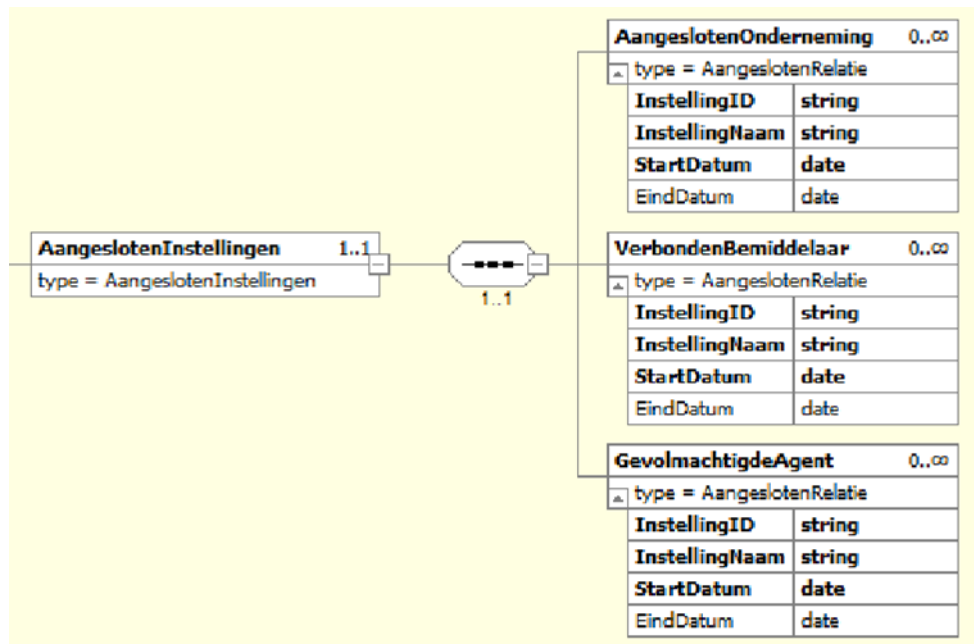 AangeslotenOnderneming 0..∞
type = AangeslotenRelatie
InstellingID string
InstellingNaam string
StartDatum date
EindDatum date
AangeslotenInstellingen 1..1
type = AangeslotenInstellingen
1..1
VerbondenBemiddelaar 0..∞
type = AangeslotenRelatie
InstellingID string
InstellingNaam string
StartDatum date
EindDatum date
GevolmachtigdeAgent 0..∞
type = AangeslotenRelatie
InstellingID string
InstellingNaam string
StartDatum date
EindDatum date